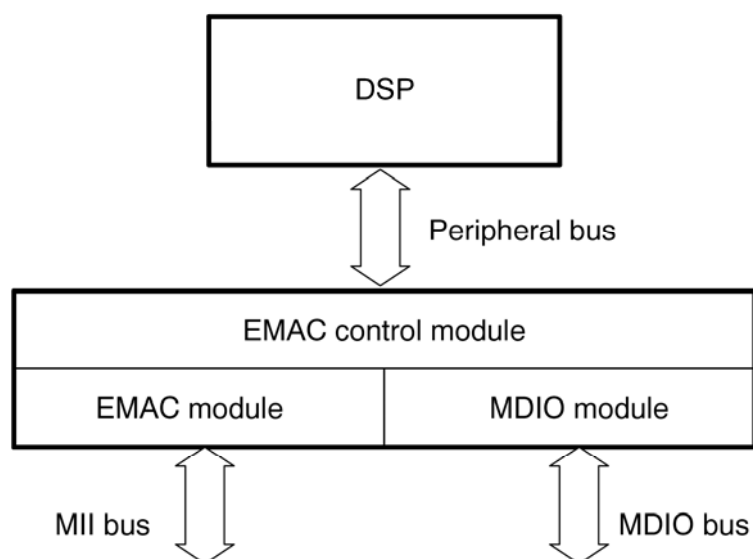 DSP
Peripheral bus
EMAC control module
EMAC module
MDIO module
MII bus
MDIO bus